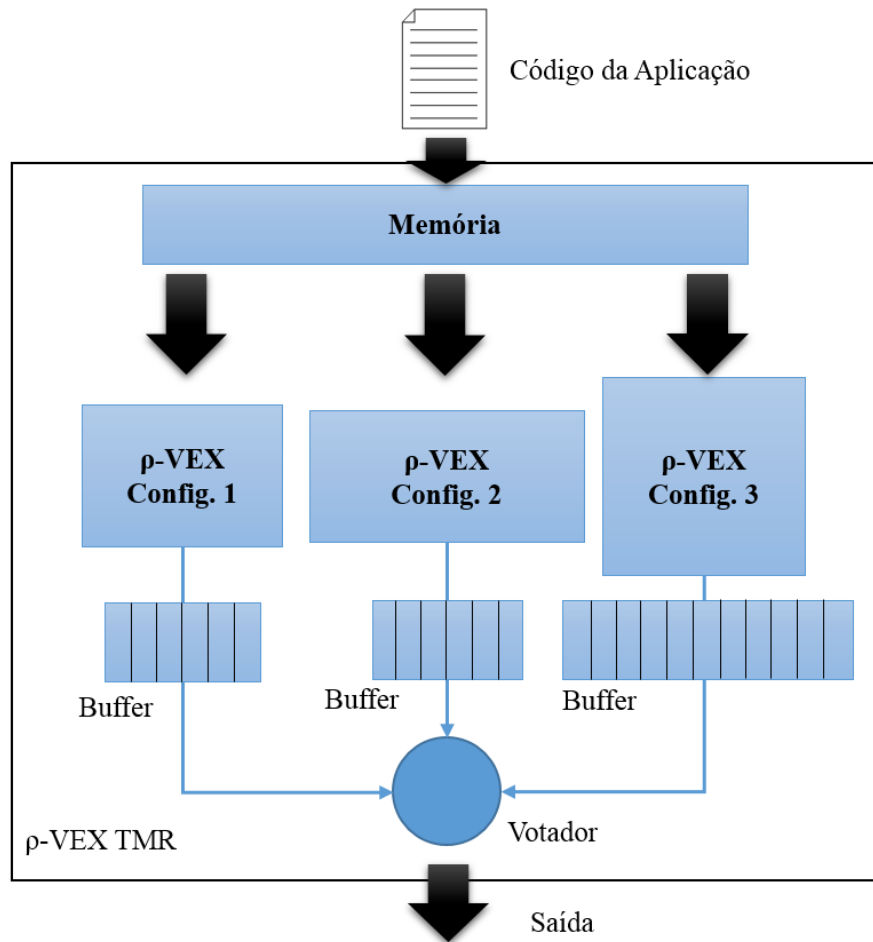 Código da Aplicação
Memória
ρ-VEX
Config. 1
ρ-VEX
Config. 2
ρ-VEX
Config. 3
Buffer
Buffer
Buffer
Votador
ρ-VEX TMR
Saída